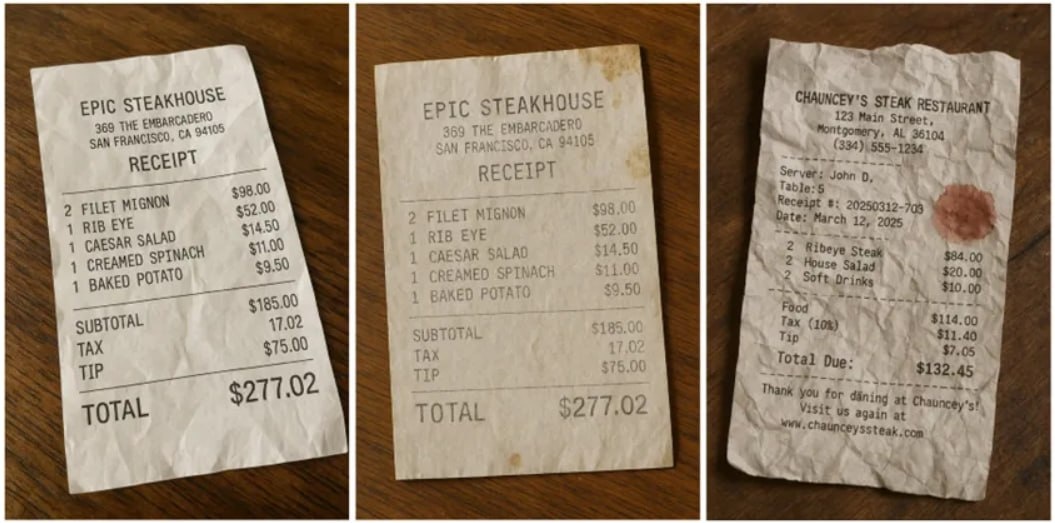 EPIC STEAKHOUSE
369 THE EMBARCADERO
SAN FRANCISCO, CA 94105
RECEIPT
2 FILET MIGNON $98.00
1 RIB EYE $52.00
1 CAESAR SALAD $14.50
1 CREAMED SPINACH $11.00
1 BAKED POTATO $9.50
SUBTOTAL $185.00
TAX 17.02
TIP $75.00
TOTAL $277.02
EPIC STEAKHOUSE
369 THE EMBARCADERO
SAN FRANCISCO, CA 94105
RECEIPT
2 FILET MIGNON $98.00
1 RIB EYE $52.00
1 CAESAR SALAD $14.50
1 CREAMED SPINACH $11.00
1 BAKED POTATO $9.50
SUBTOTAL $185.00
TAX 17.02
TIP $75.00
TOTAL $277.02
CHAUNCEY'S STEAK RESTAURANT
123 Main Street,
Montgomery, AL 36104
(334) 555-1234
Server: John D,
Table:5
Receipt #: 20250312-703
Date: March 12, 2025
2 Ribeye Steak $84.00
2 House Salad $20.00
2 Soft Drinks $10.00
Food $114.00
Tax (10%) $11.40
Tip $7.05
Total Due: $132.45
Thank you for daning at Chauncey's!
Visit us again at
www.chaunceyssteak.com